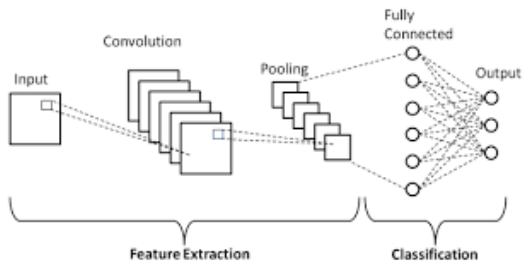 Input
Convolution
Pooling
Fully
Connected
Output
Feature Extraction
Classification